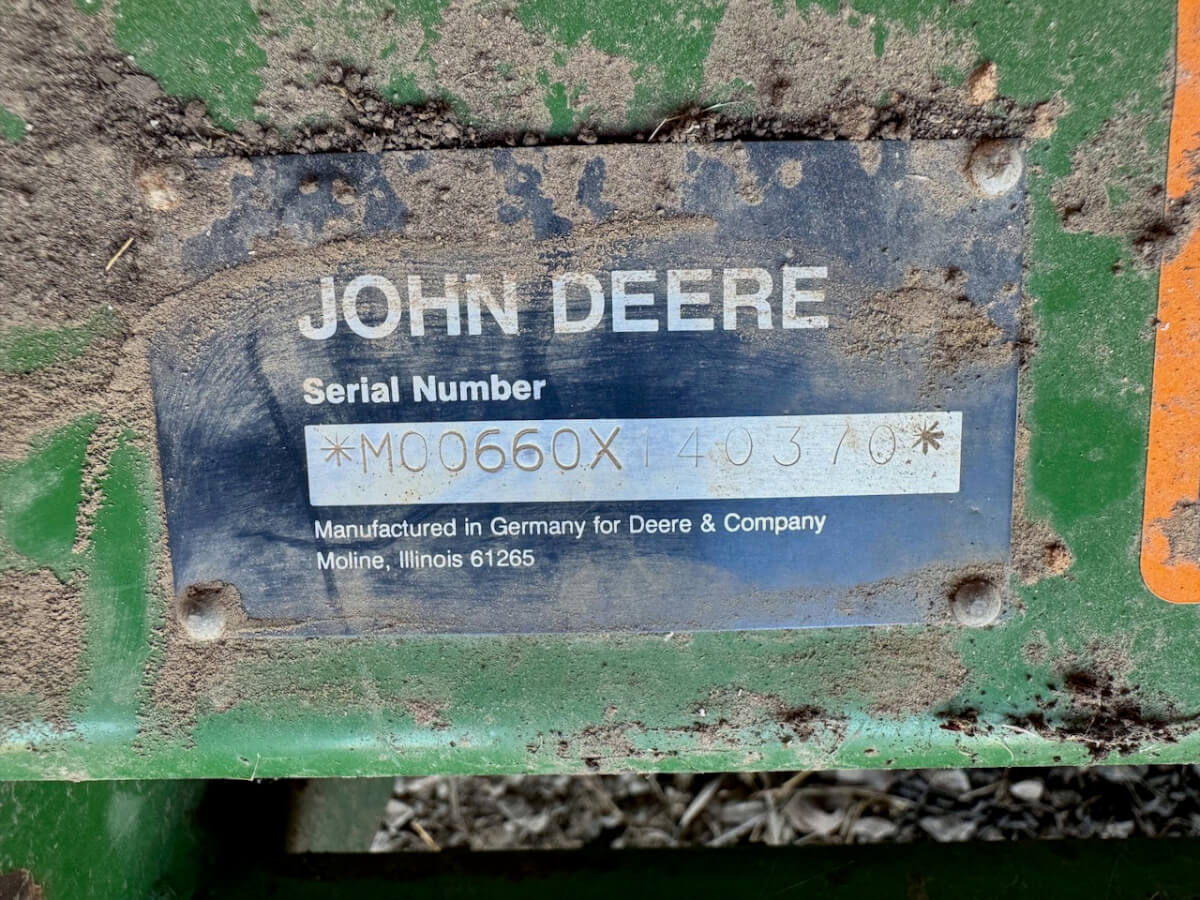 JOHN DEERE
Serial Number
*M00660X140370*
Manufactured in Germany for Deere & Company
Moline, Illinois 61265